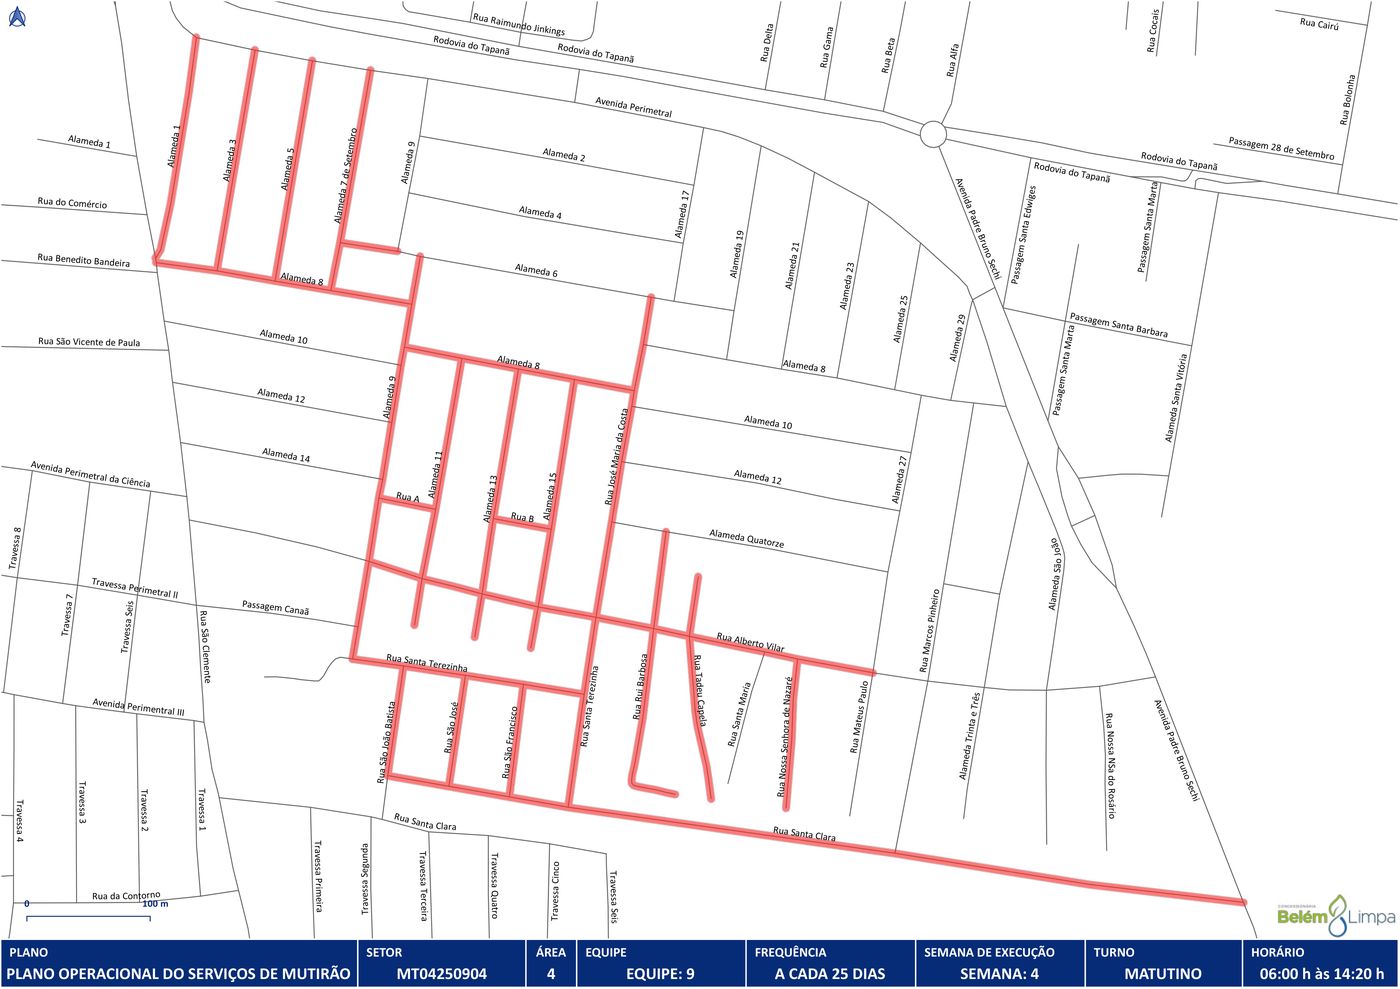 Rua Raimundo Jinkings
Rodovia do Tapanã
Rodovia do Tapanã
Rua Delta
Rua Gama
Rua Beta
Rua Alfa
Rua Cocais
Rua Cairú
Rua Bolonha
Avenida Perimetral
Passagem 28 de Setembro
Rodovia do Tapanã
Rodovia do Tapanã
Alameda 1
Alameda 1
Alameda 3
Alameda 5
Alameda 7 de Setembro
Alameda 9
Alameda 2
Alameda 4
Alameda 6
Alameda 17
Alameda 19
Alameda 21
Alameda 23
Alameda 25
Alameda 29
Avenida Padre Bruno Sechi
Passagem Santa Edwiges
Passagem Santa Marta
Rua do Comércio
Rua Benedito Bandeira
Alameda 8
Rua São Vicente de Paula
Alameda 10
Alameda 8
Alameda 8
Passagem Santa Barbara
Passagem Santa Marta
Alameda Santa Vitória
Alameda 12
Alameda 9
Alameda 14
Alameda 11
Alameda 13
Alameda 15
Rua José Maria da Costa
Alameda 10
Alameda 12
Alameda 27
Alameda Quatorze
Avenida Perimetral da Ciência
Rua A
Rua B
Travessa 8
Travessa Perimetral II
Travessa 7
Travessa Seis
Passagem Canaã
Rua São Clemente
Alameda São Jogo
Rua Marcos Pinheiro
Rua Alberto Vilar
Rua Santa Terezinha
Rua Santa Terezinha
Rua Rui Barbosa
Rua Tadeu Capela
Rua Santa Maria
Rua Nossa Senhora de Nazaré
Rua Mateus Paulo
Alameda Trinta e Três
Rua Nossa NSa do Rosário
Avenida Padre Bruno Sechi
Avenida Perimentral III
Rua São João Batista
Rua São José
Rua São Francisco
Travessa 4
Travessa 3
Travessa 2
Travessa 1
Rua Santa Clara
Rua Santa Clara
Travessa Primeira
Travessa Segunda
Travessa Terceira
Travessa Quatro
Travessa Cinco
Travessa Seis
Rua da Contorno
0 100 m
CONCESSIONÁRIA
Belém Limpa
PLANO
PLANO OPERACIONAL DO SERVIÇOS DE MUTIRÃO
SETOR
MT04250904
ÁREA
4
EQUIPE
EQUIPE: 9
FREQUÊNCIA
A CADA 25 DIAS
SEMANA DE EXECUÇÃO
SEMANA: 4
TURNO
MATUTINO
HORÁRIO
06:00 h às 14:20 h